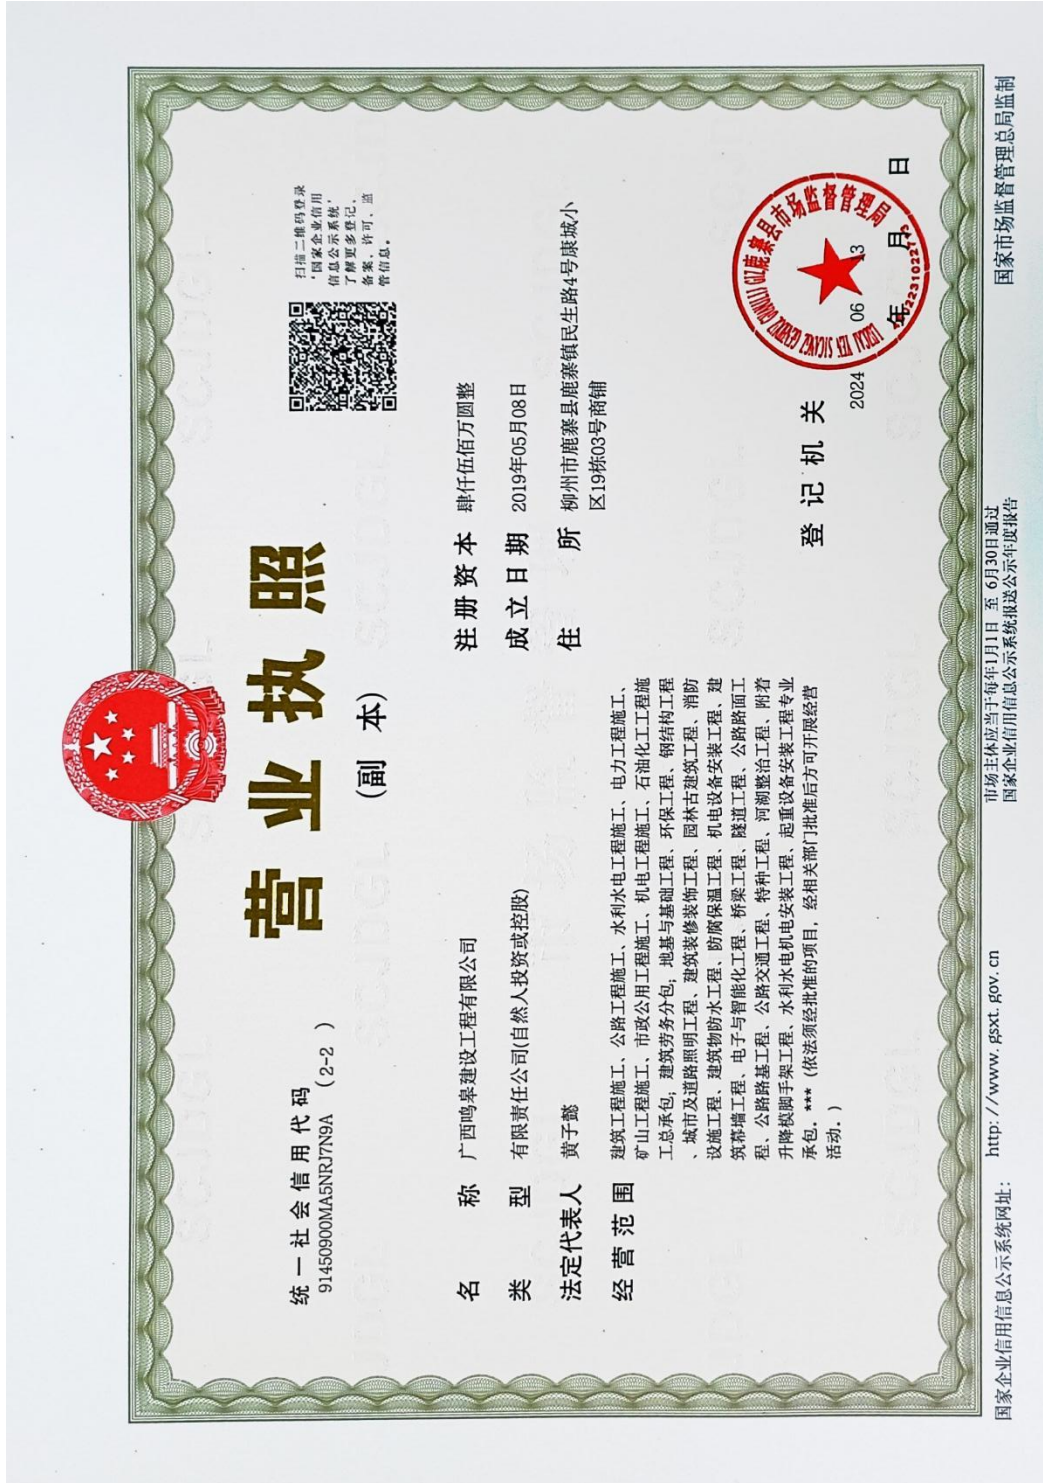 统一社会信用代码
91450900MA5NRJ7N9A （2-2）
营业执照
(副 本)
扫描二维码登录
‘国家企业信用
信息公示系统’
了解更多登记、
备案、许可、监
管信息。
名 称 广西鸣皋建设工程有限公司
类 型 有限责任公司(自然人投资或控股)
法定代表人 黄子懿
经营范围 建筑工程施工、公路工程施工、水利水电工程施工、电力工程施工、
矿山工程施工、市政公用工程施工、机电工程施工、石油化工工程施
工总承包；建筑劳务分包；地基与基础工程、环保工程、钢结构工程
、城市及道路照明工程、建筑装修装饰工程、园林古建筑工程、消防
设施工程、建筑物防水工程、防腐保温工程、机电设备安装工程、建
筑幕墙工程、电子与智能化工程、桥梁工程、隧道工程、公路路面工
程、公路路基工程、公路交通工程、特种工程、河湖整治工程、附着
升降模脚手架工程、水利水电机电安装工程、起重设备安装工程专业
承包。***（依法须经批准的项目，经相关部门批准后方可开展经营
活动。）
注册资本 肆仟伍佰万圆整
成立日期 2019年05月08日
住 所 柳州市鹿寨县鹿寨镇民生路4号康城小
区19栋03号商铺
登记机关
鹿寨县市场监督管理局
2024 年 06 月 13 日
国家企业信用信息公示系统网址： http://www.gsxt.gov.cn
市场主体应当于每年1月1日 至 6月30日通过
国家企业信用信息公示系统报送公示年度报告
国家市场监督管理总局监制